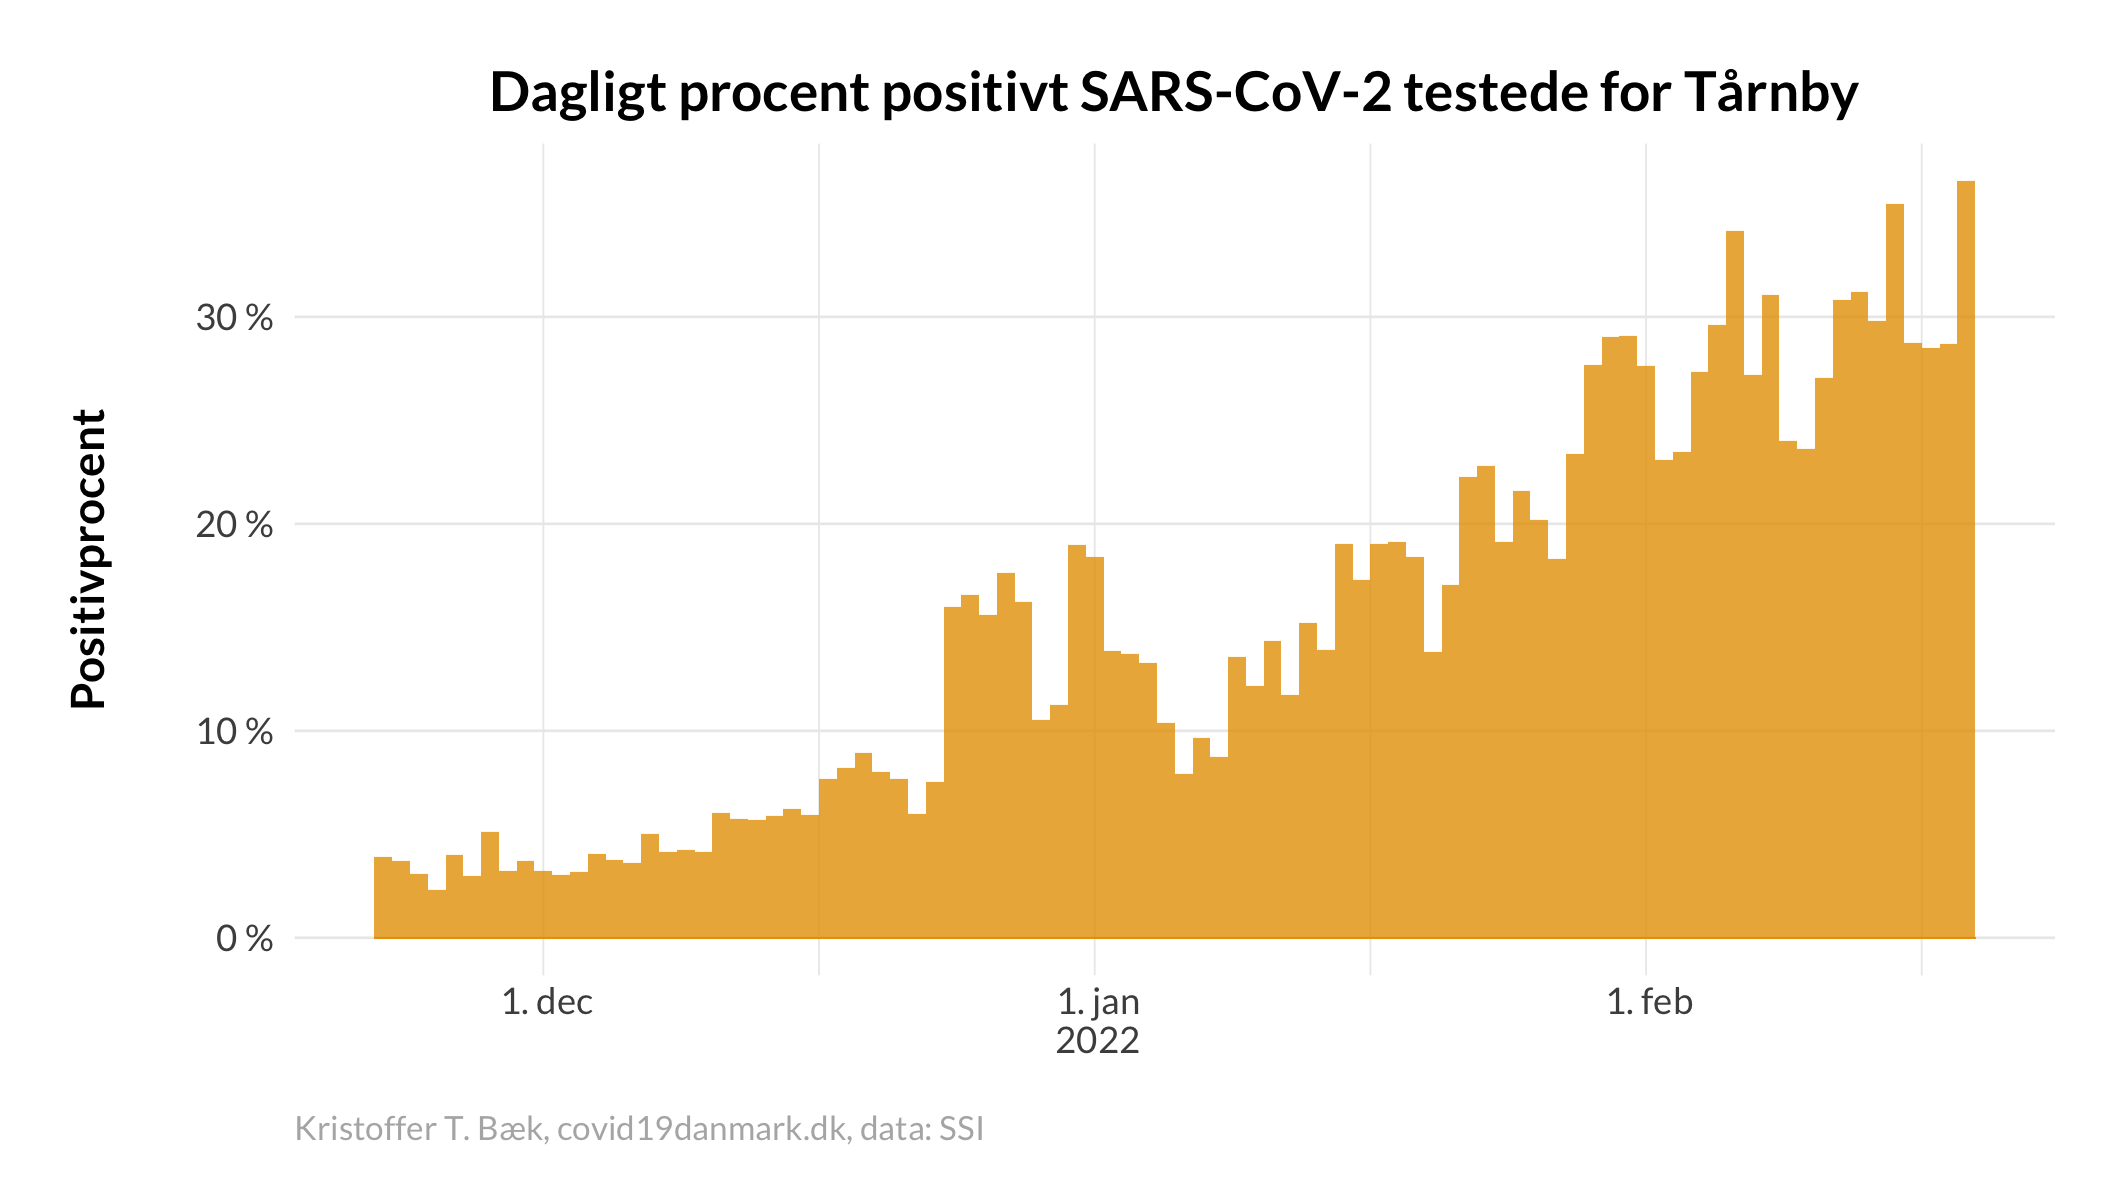 Dagligt procent positivt SARS-CoV-2 testede for Tårnby
Positivprocent
30 %
20 %
10 %
0 %
1. dec
1. jan
2022
1. feb
Kristoffer T. Bæk, covid19danmark.dk, data: SSI